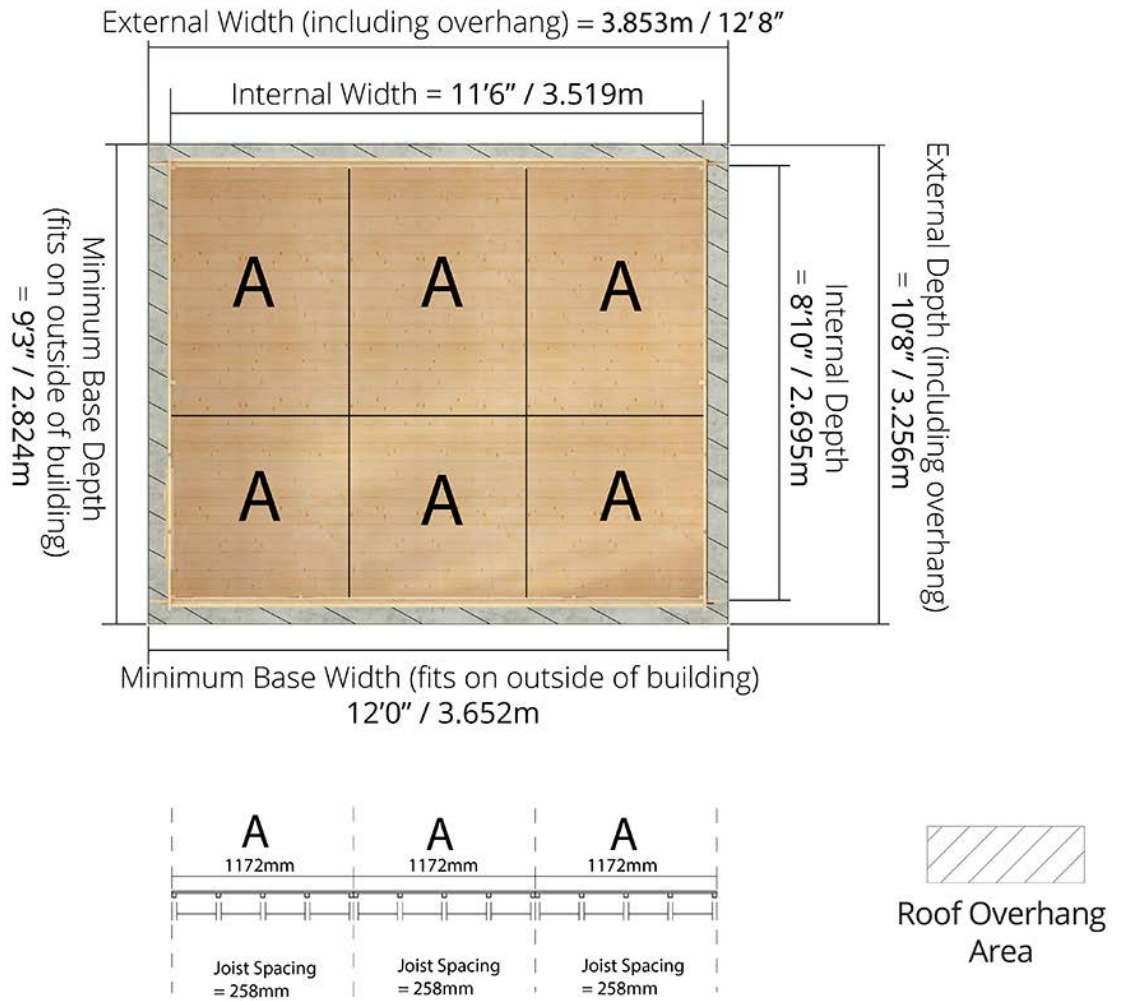 External Width (including overhang) = 3.853m / 12’8”
Internal Width = 11’6” / 3.519m
Minimum Base Depth
(fits on outside of building)
= 9’3” / 2.824m
A
A
A
A
A
A
Internal Depth
= 8’10” / 2.695m
External Depth (including overhang)
= 10’8” / 3.256m
Minimum Base Width (fits on outside of building)
12’0” / 3.652m
A
A
A
1172mm
1172mm
1172mm
Joist Spacing
= 258mm
Joist Spacing
= 258mm
Joist Spacing
= 258mm
Roof Overhang
Area